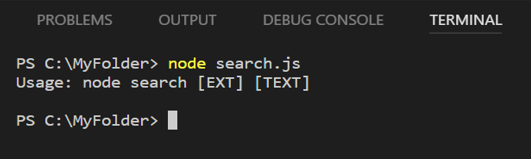 PROBLEMS OUTPUT DEBUG CONSOLE TERMINAL
PS C:\MyFolder> node search.js
Usage: node search [EXT] [TEXT]
PS C:\MyFolder>